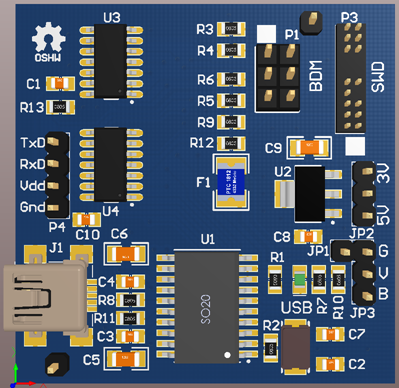 U3
P3
OSHW
R3
R4
P1
BDM
SWD
C1
R13
R6
R5
R9
R12
TxD
RxD
Vdd
Gnd
P4
U4
C10
F1
PTC 1812
C9
U2
3V
5V
JP2
C8
JP1
G
V
B
JP3
J1
C6
C4
R8
R11
C3
C5
U1
SO20
R1
USB
R7
R10
R2
C7
C2